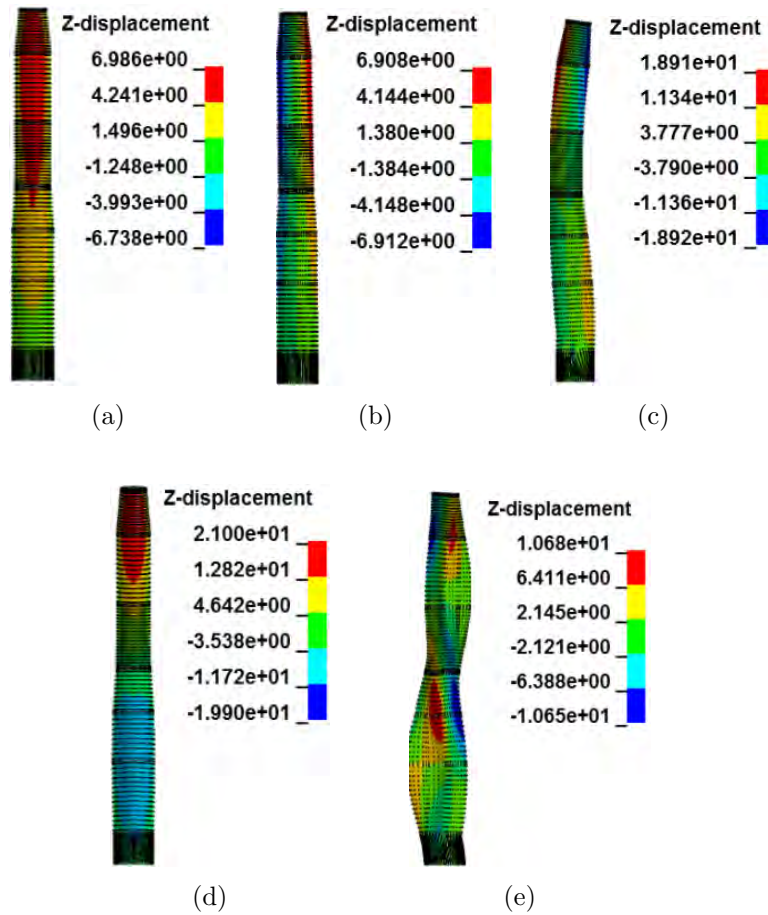 Z-displacement
6.986e+00
4.241e+00
1.496e+00
-1.248e+00
-3.993e+00
-6.738e+00
(a)
Z-displacement
6.908e+00
4.144e+00
1.380e+00
-1.384e+00
-4.148e+00
-6.912e+00
(b)
Z-displacement
1.891e+01
1.134e+01
3.777e+00
-3.790e+00
-1.136e+01
-1.892e+01
(c)
Z-displacement
2.100e+01
1.282e+01
4.642e+00
-3.538e+00
-1.172e+01
-1.990e+01
(d)
Z-displacement
1.068e+01
6.411e+00
2.145e+00
-2.121e+00
-6.388e+00
-1.065e+01
(e)